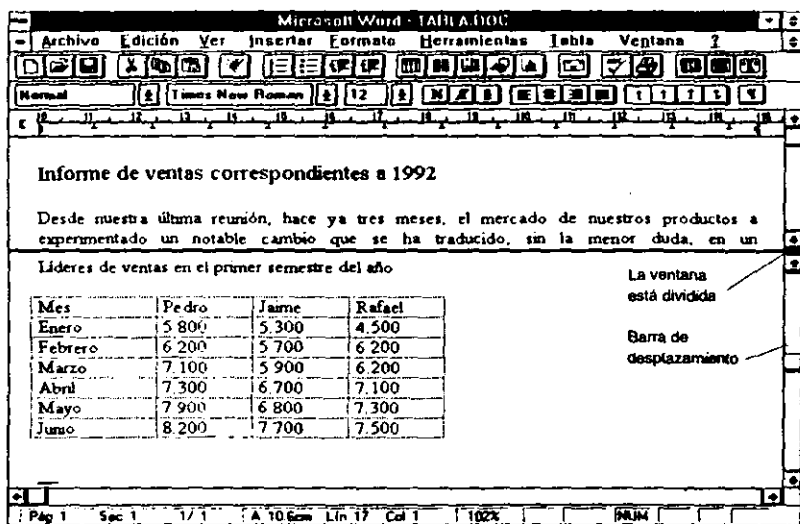 Microsoft Word - TABLA.DOC
Archivo Edición Ver Insertar Formato Herramientas Tabla Ventana ?
Normal Times New Roman 12 N K S
Informe de ventas correspondientes a 1992
Desde nuestra última reunión, hace ya tres meses, el mercado de nuestros productos a
experimentado un notable cambio que se ha traducido, sin la menor duda, en un
Líderes de ventas en el primer semestre del año
La ventana
está dividida
Barra de
desplazamiento
Mes Pedro Jaime Rafael
Enero 5.800 5.300 4.500
Febrero 6.200 5.700 6.200
Marzo 7.100 5.900 6.200
Abril 7.300 6.700 7.100
Mayo 7.900 6.800 7.300
Junio 8.200 7.700 7.500
Pág 1 Sec 1 1/1 A 10.6cm Lín 17 Col 1 102% NUM